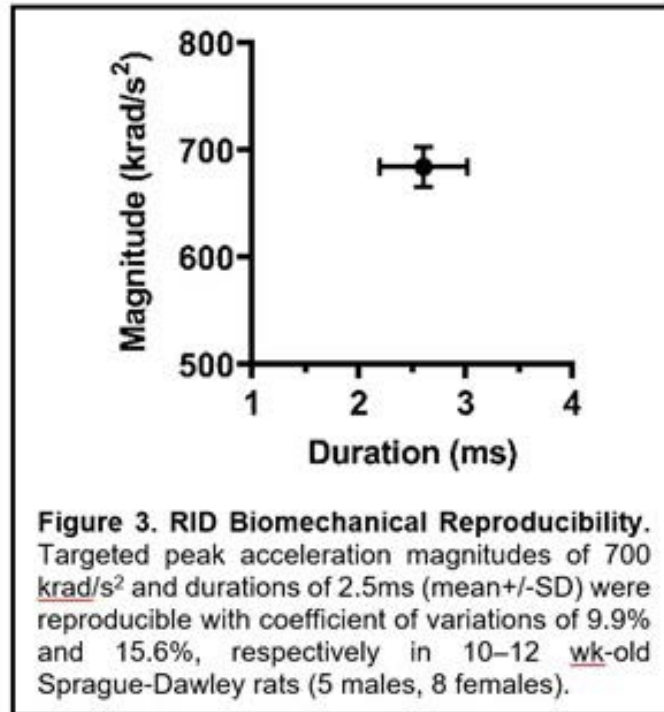 800
700
600
500
Magnitude (krad/s²)
1 2 3 4
Duration (ms)
Figure 3. RID Biomechanical Reproducibility.
Targeted peak acceleration magnitudes of 700
krad/s² and durations of 2.5ms (mean+/-SD) were
reproducible with coefficient of variations of 9.9%
and 15.6%, respectively in 10–12 wk-old
Sprague-Dawley rats (5 males, 8 females).